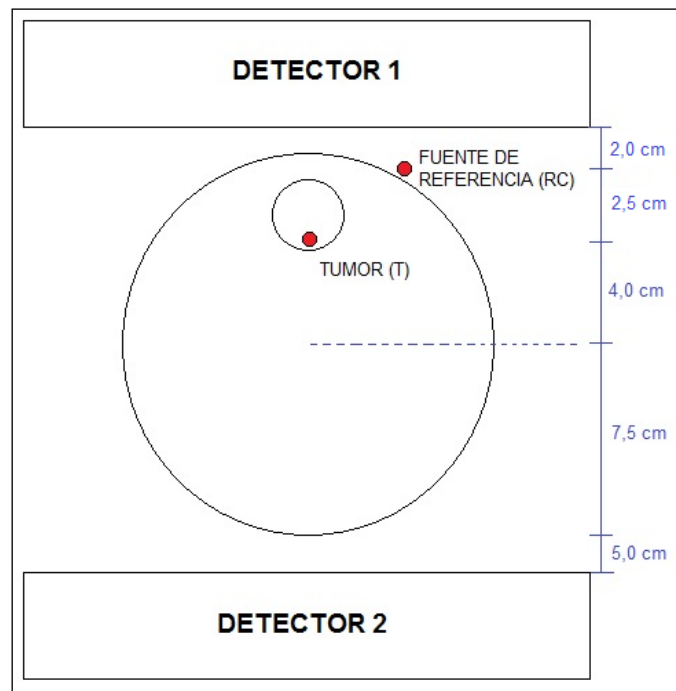 DETECTOR 1
2,0 cm
FUENTE DE
REFERENCIA (RC)
2,5 cm
TUMOR (T)
4,0 cm
7,5 cm
5,0 cm
DETECTOR 2